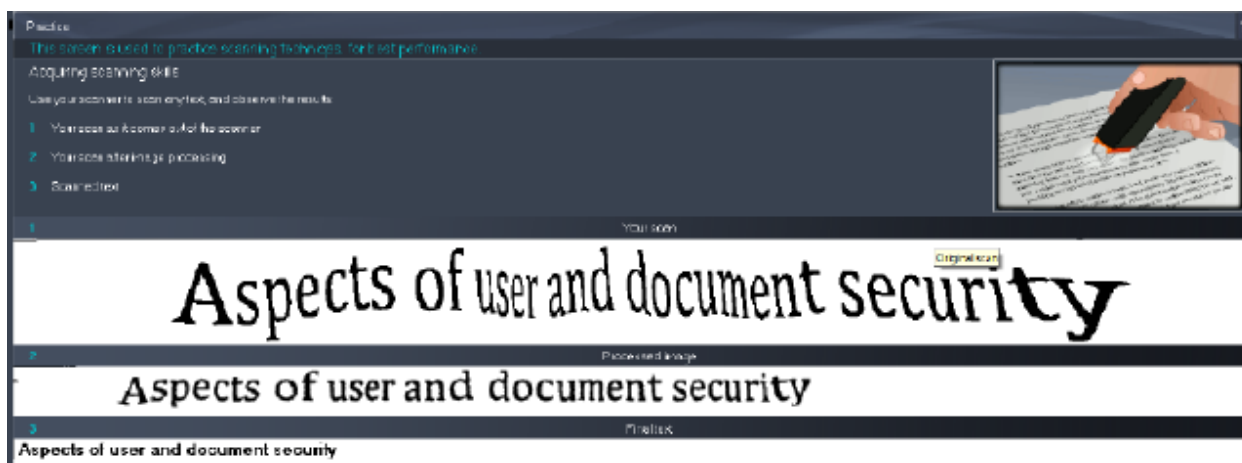 Practice
This screen is used to practice scanning techniques, for best performance
Acquiring scanning skills
Use your scanner to scan any text, and observe the results
1 Your scan as it comes out of the scanner
2 Your scan after image processing
3 Scanned text
1 Your scan
Original scan
Aspects of user and document security
2 Processed image
Aspects of user and document security
3 Final text
Aspects of user and document security